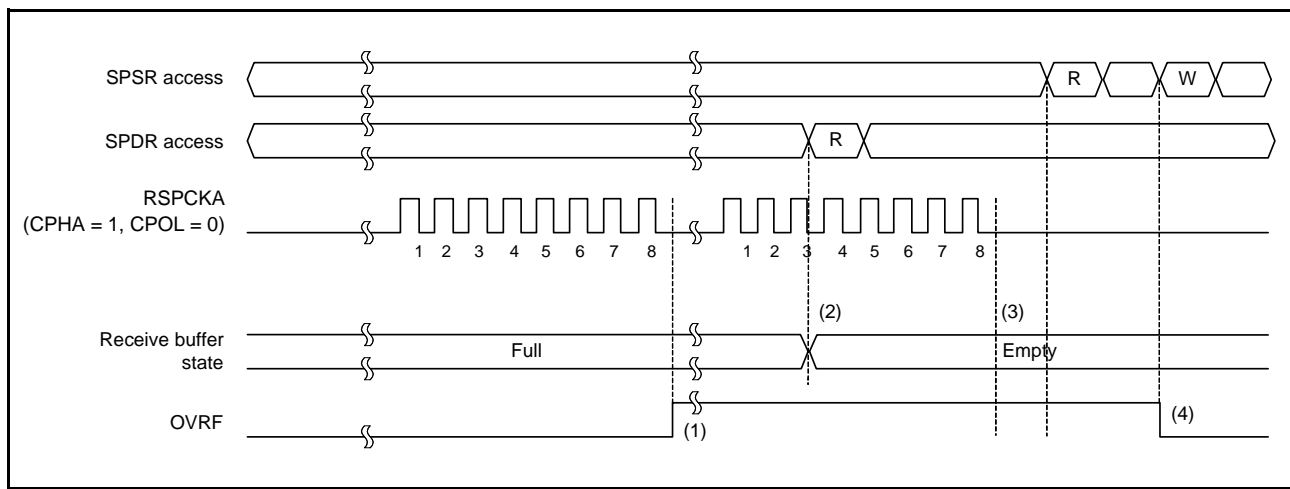 SPSR access
R
W
SPDR access
R
RSPCKA
(CPHA = 1, CPOL = 0)
1 2 3 4 5 6 7 8
1 2 3 4 5 6 7 8
(2)
(3)
Receive buffer
state
Full
Empty
OVRF
(1)
(4)